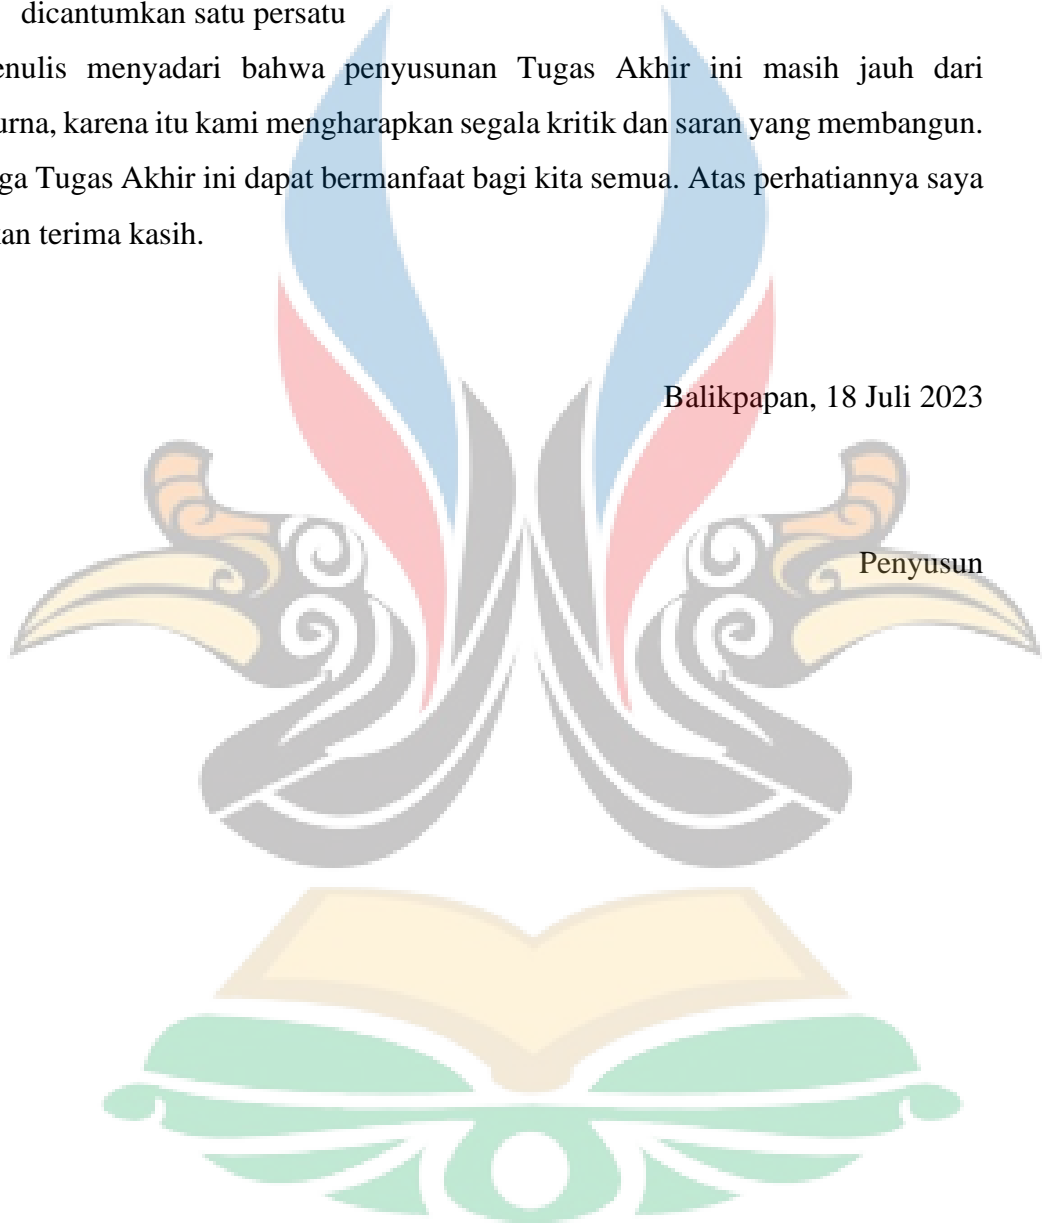 dicantumkan satu persatu
enulis menyadari bahwa penyusunan Tugas Akhir ini masih jauh dari
urna, karena itu kami mengharapkan segala kritik dan saran yang membangun.
ga Tugas Akhir ini dapat bermanfaat bagi kita semua. Atas perhatiannya saya
an terima kasih.
Balikpapan, 18 Juli 2023
Penyusun